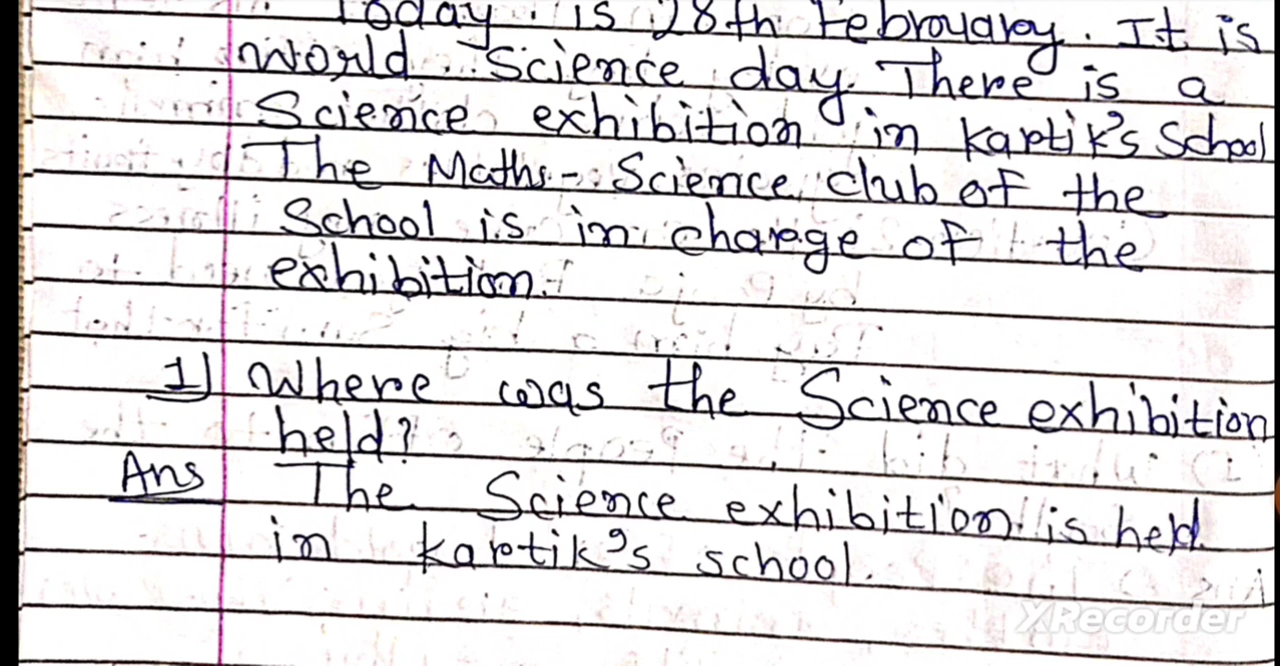 Today is 28th Febrouary. It is
World Science day. There is a
Science exhibition in Kartik's School
The Maths-Science club of the
School is in charge of the
exhibition.
1) Where was the Science exhibition
held?
Ans The Science exhibition is held
in Kartik's school.
XRecorder